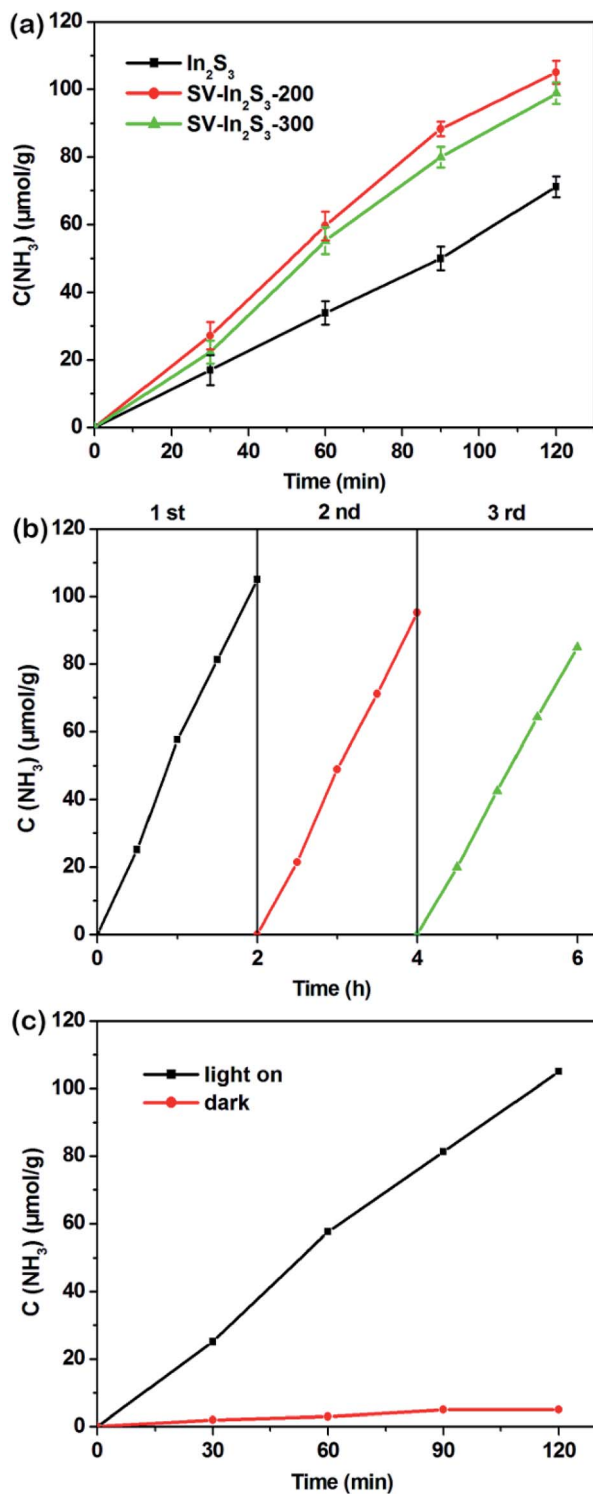 (a)
120
100
80
60
40
20
0
C(NH₃) (μmol/g)
In₂S₃
SV-In₂S₃-200
SV-In₂S₃-300
0 20 40 60 80 100 120
Time (min)
(b)
1 st 2 nd 3 rd
120
100
80
60
40
20
0
C (NH₃) (μmol/g)
0 2 4 6
Time (h)
(c)
120
100
80
60
40
20
0
C (NH₃) (μmol/g)
light on
dark
0 30 60 90 120
Time (min)